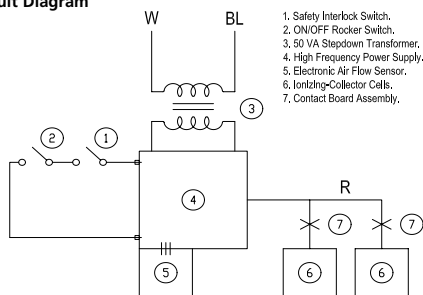 uit Diagram
W BL
1. Safety Interlock Switch.
2. ON/OFF Rocker Switch.
3. 50 VA Stepdown Transformer.
4. High Frequency Power Supply.
5. Electronic Air Flow Sensor.
6. Ionizing-Collector Cells.
7. Contact Board Assembly.
3
2 1
4
R
7 7
5 6 6